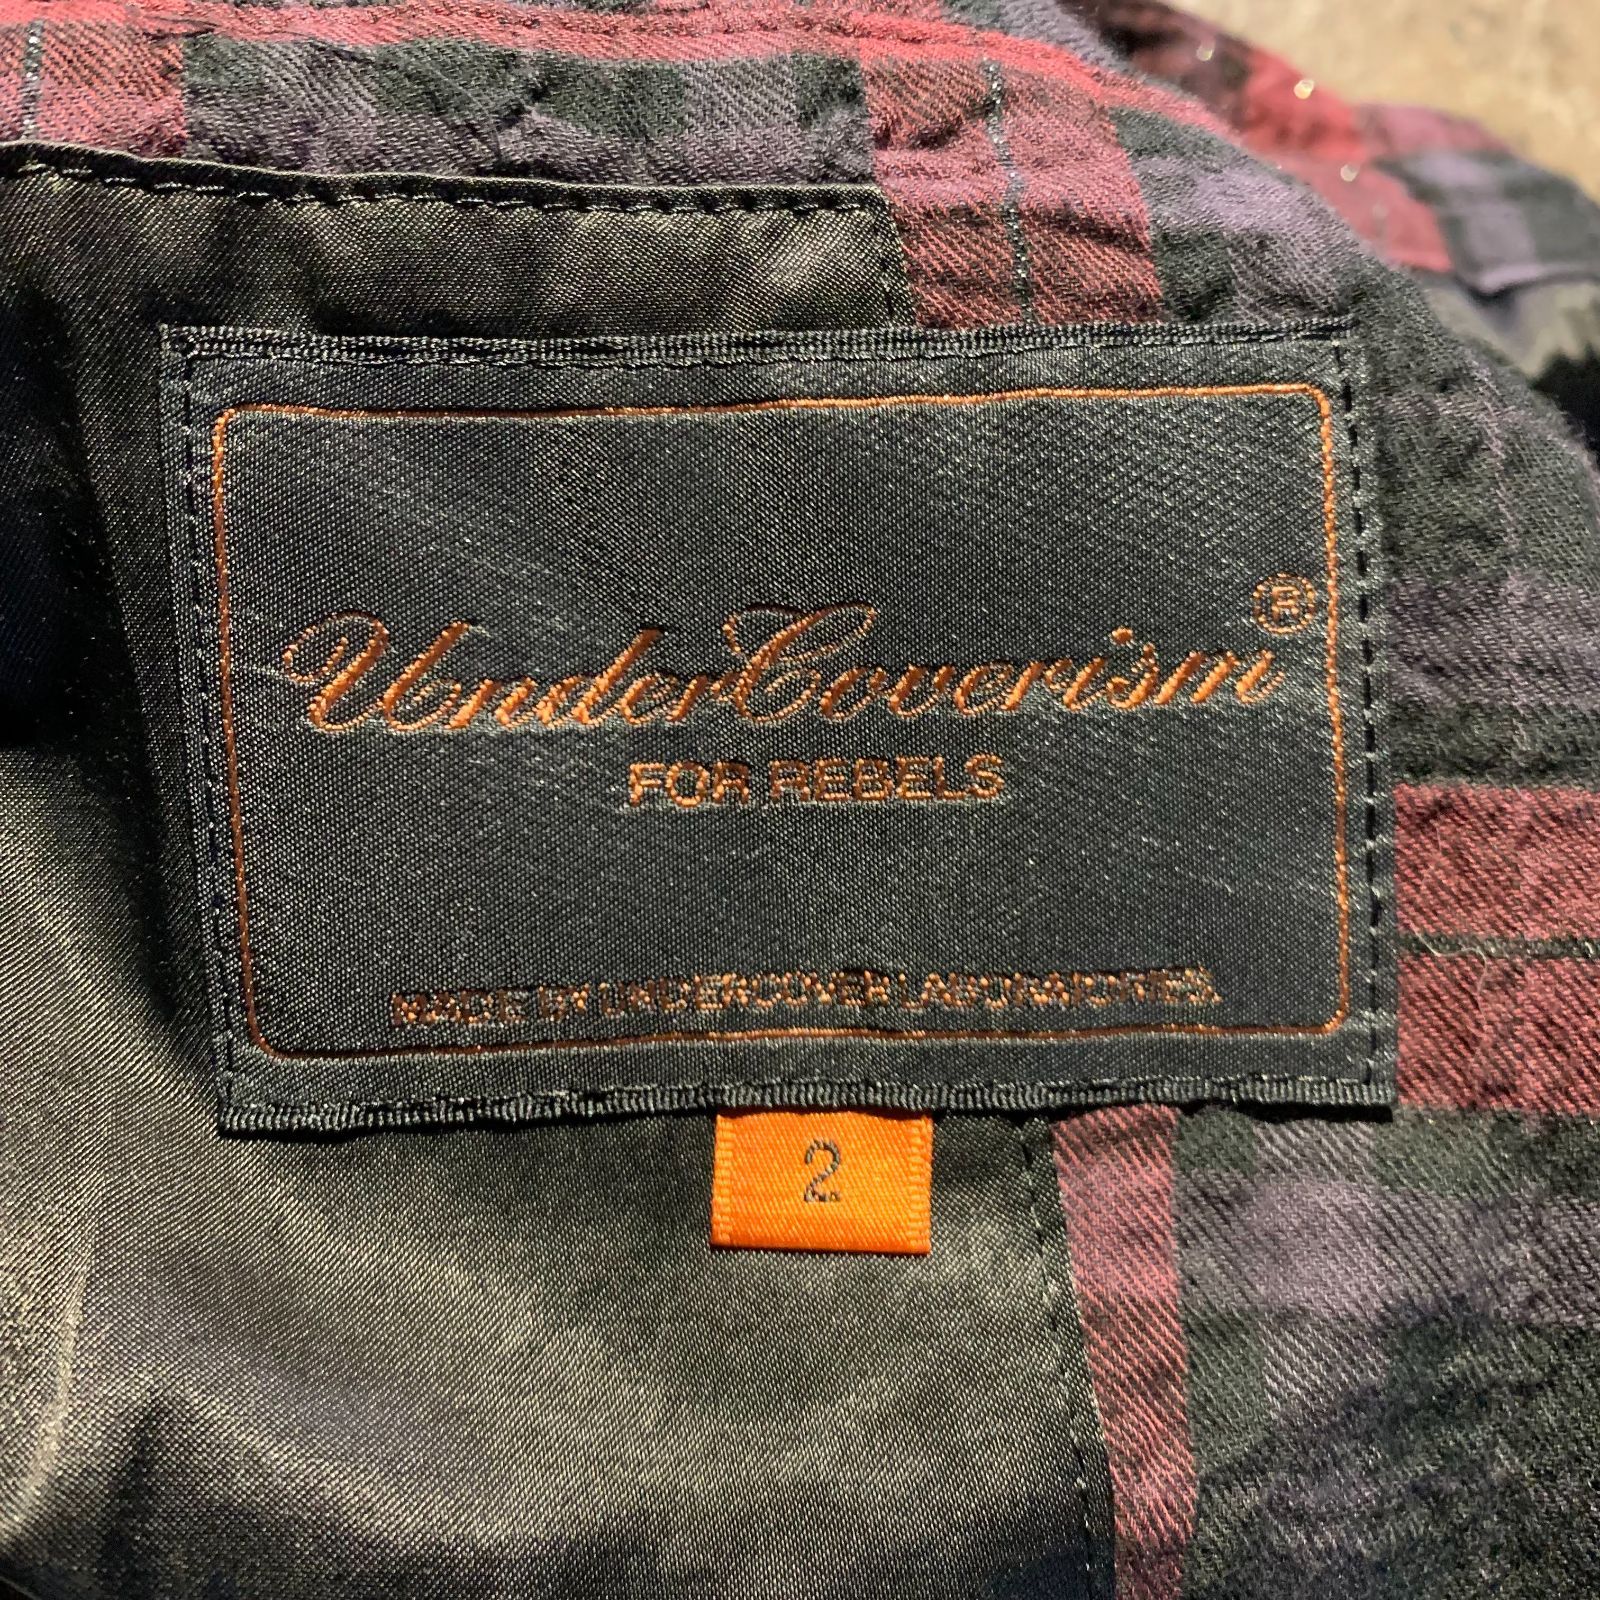 UnderCoverism ®
FOR REBELS
MADE BY UNDERCOVER LABORATORIES.
2